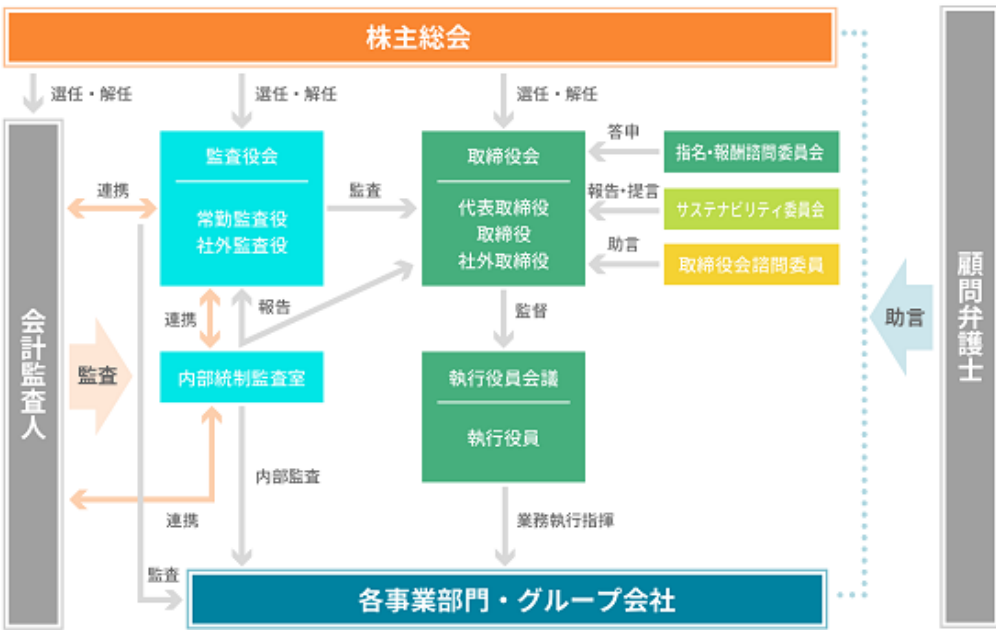 株主総会
選任・解任
選任・解任
選任・解任
監査役会
常勤監査役
社外監査役
監査
取締役会
代表取締役
取締役
社外取締役
答申
指名・報酬諮問委員会
報告・提言
サステナビリティ委員会
助言
取締役会諮問委員
連携
連携
報告
監督
会計監査人
監査
内部統制監査室
執行役員会議
執行役員
助言
顧問弁護士
内部監査
連携
業務執行指揮
監査
各事業部門・グループ会社